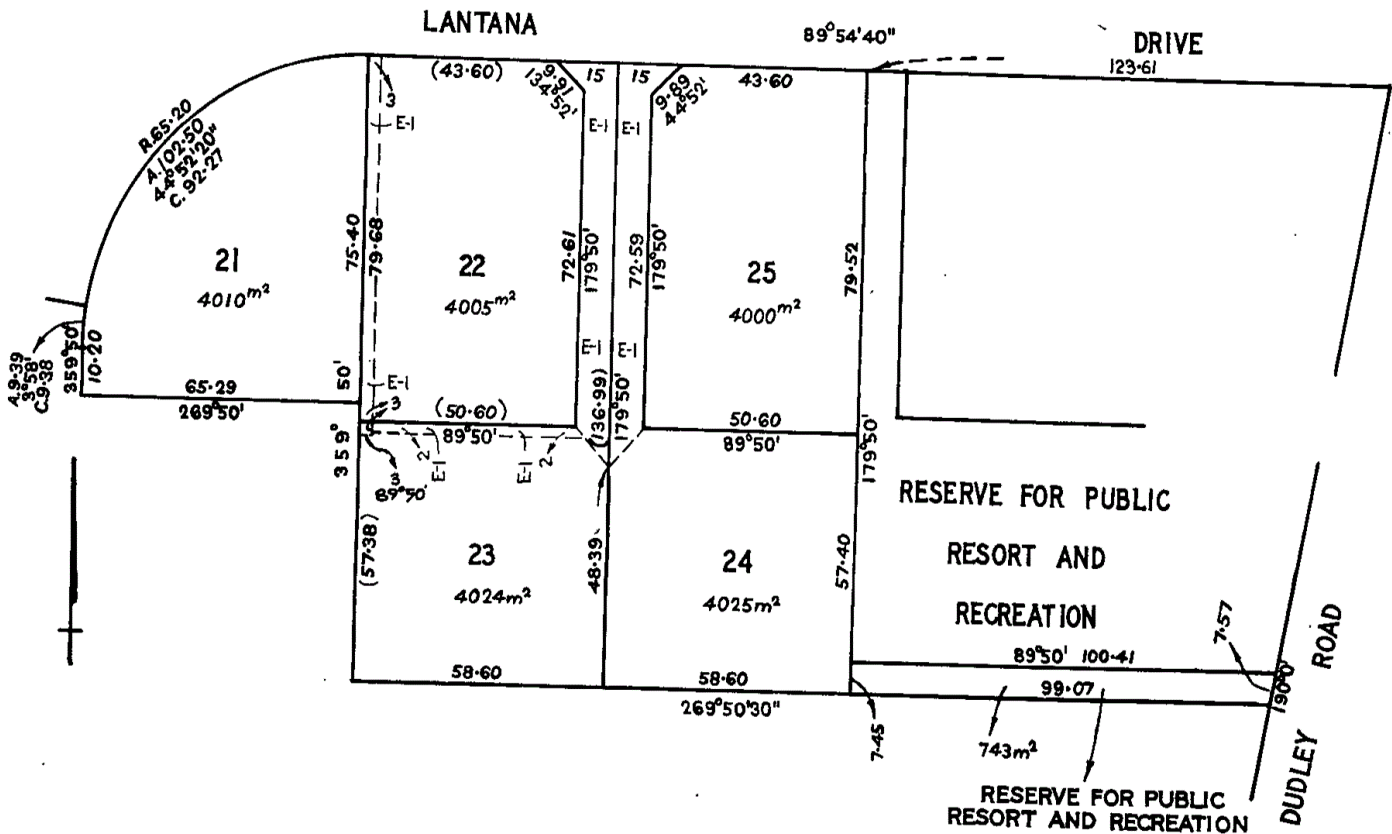 LANTANA
89°54'40"
DRIVE
123.61
(43.60)
9.91
134°52'
15
15
9.89
44°52'
43.60
3
E-1
E-1
E-1
R.65.20
A.102.50
44°52'20"
C.92.27
75.40
79.68
72.61
179°50'
72.59
179°50'
79.52
21
4010m²
22
4005m²
25
4000m²
E-1
E-1
A.9.39
3°58'
C.9.38
359°50'
10.20
65.29
269°50'
50'
E-1
3
(50.60)
89°50'
(136.99)
179°50'
50.60
89°50'
359°
3
89°50'
2
E-1
E-1
2
179°50'
RESERVE FOR PUBLIC
RESORT AND
RECREATION
(57.38)
23
4024m²
48.39
24
4025m²
57.40
7.57
ROAD
89°50' 100.41
58.60
58.60
99.07
190°0'
269°50'30"
7.45
743m²
DUDLEY
RESERVE FOR PUBLIC
RESORT AND RECREATION